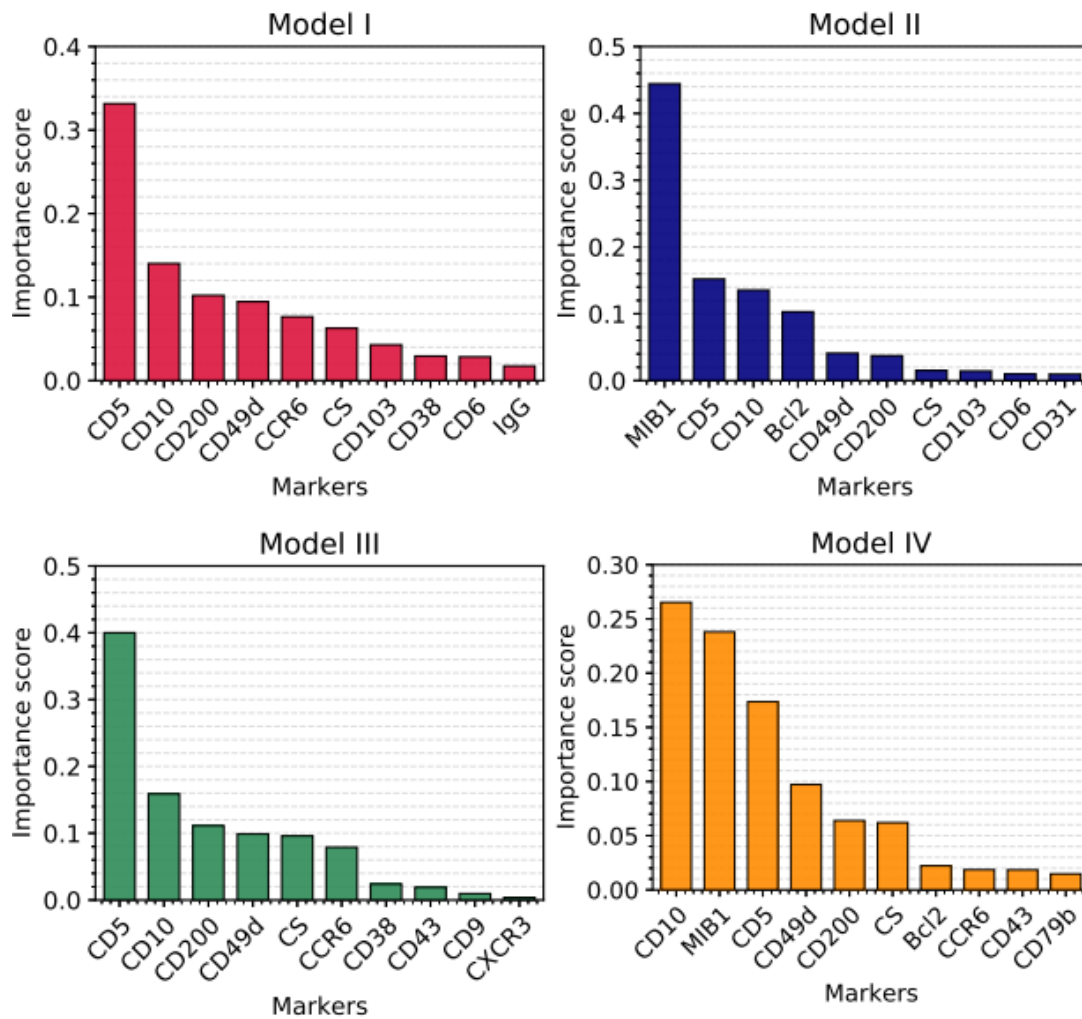 Model I
Importance score
0.4
0.3
0.2
0.1
0.0
CD5 CD10 CD200 CD49d CCR6 CS CD103 CD38 CD6 IgG
Markers
Model II
Importance score
0.5
0.4
0.3
0.2
0.1
0.0
MIB1 CD5 CD10 Bcl2 CD49d CD200 CS CD103 CD6 CD31
Markers
Model III
Importance score
0.5
0.4
0.3
0.2
0.1
0.0
CD5 CD10 CD200 CD49d CS CCR6 CD38 CD43 CD9 CXCR3
Markers
Model IV
Importance score
0.30
0.25
0.20
0.15
0.10
0.05
0.00
CD10 MIB1 CD5 CD49d CD200 CS Bcl2 CCR6 CD43 CD79b
Markers